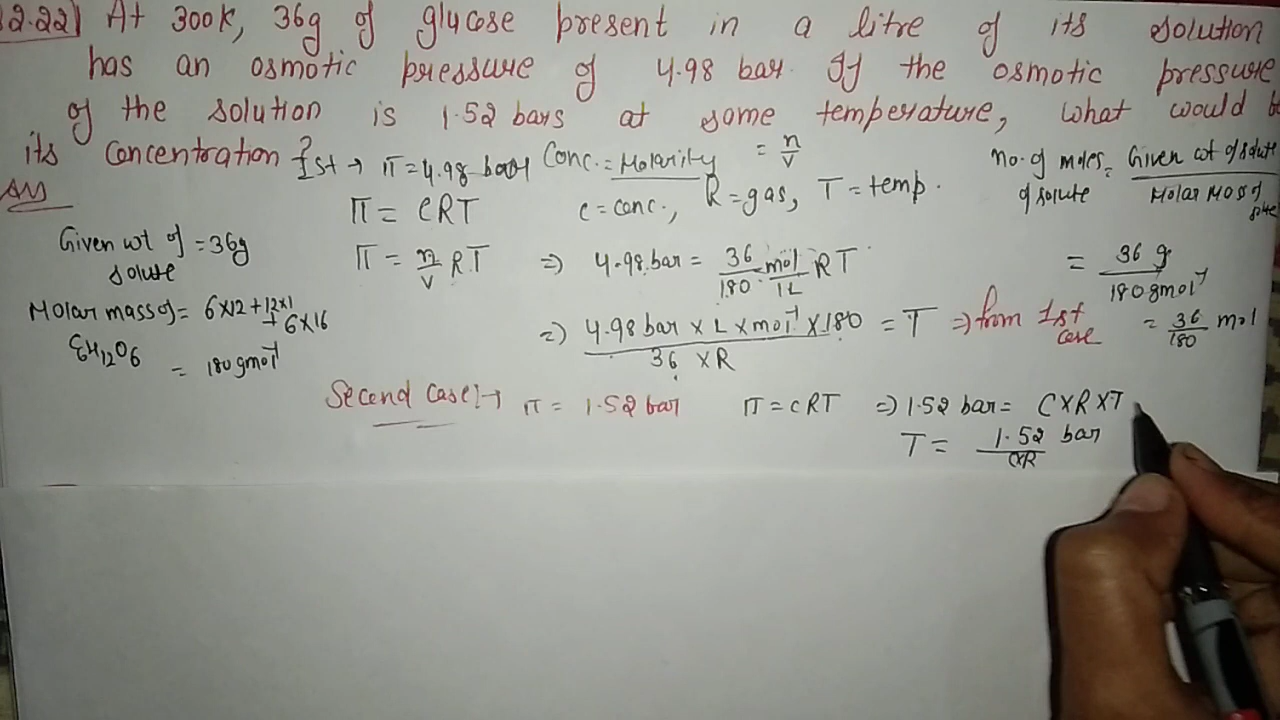 2.22) At 300K, 36g of glucose present in a litre of its solution
has an osmotic pressure of 4.98 bar. If the osmotic pressure
of the solution is 1.52 bars at same temperature, what would be
its concentration?
Ist → π = 4.98 bar Conc. = Molarity = n/V
Ans
π = CRT c = conc., R = gas, T = temp.
no. of moles of solute = Given wt of solute / Molar Mass of solute
Given wt of solute = 36g
π = n/V RT ⇒ 4.98 bar = 36/180 mol/1L RT
= 36 g / 180 gmol⁻¹
Molar mass of C₆H₁₂O₆ = 6×12 + 12×1 + 6×16
= 180 gmol⁻¹
⇒ 4.98 bar × L × mol⁻¹ × 180 / 36 × R = T ⇒ from 1st case
= 36/180 mol
Second Case:→ π = 1.52 bar π = cRT ⇒ 1.52 bar = C×R×T
T = 1.52 bar / C×R